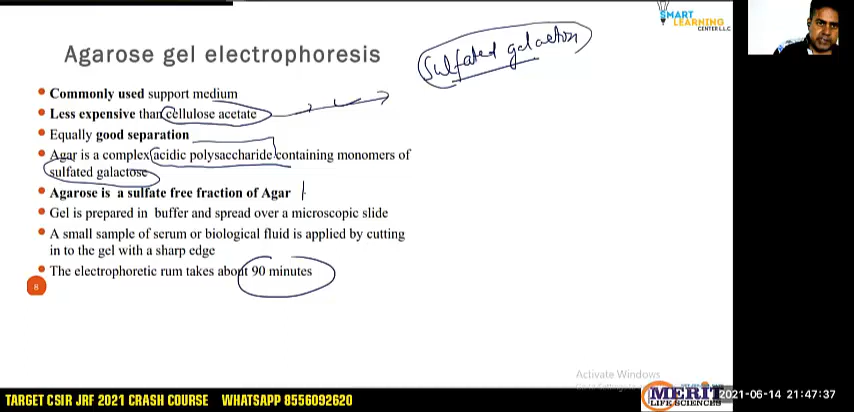 SMART
LEARNING
CENTER L.L.C
Agarose gel electrophoresis
Sulfated galactose
Commonly used support medium
Less expensive than cellulose acetate
Equally good separation
Agar is a complex acidic polysaccharide containing monomers of
sulfated galactose
Agarose is a sulfate free fraction of Agar
Gel is prepared in buffer and spread over a microscopic slide
A small sample of serum or biological fluid is applied by cutting
in to the gel with a sharp edge
The electrophoretic rum takes about 90 minutes
8
Activate Windows
TARGET CSIR JRF 2021 CRASH COURSE WHATSAPP 8556092620
MERIT
LIFE SCIENCES
2021-06-14 21:47:37